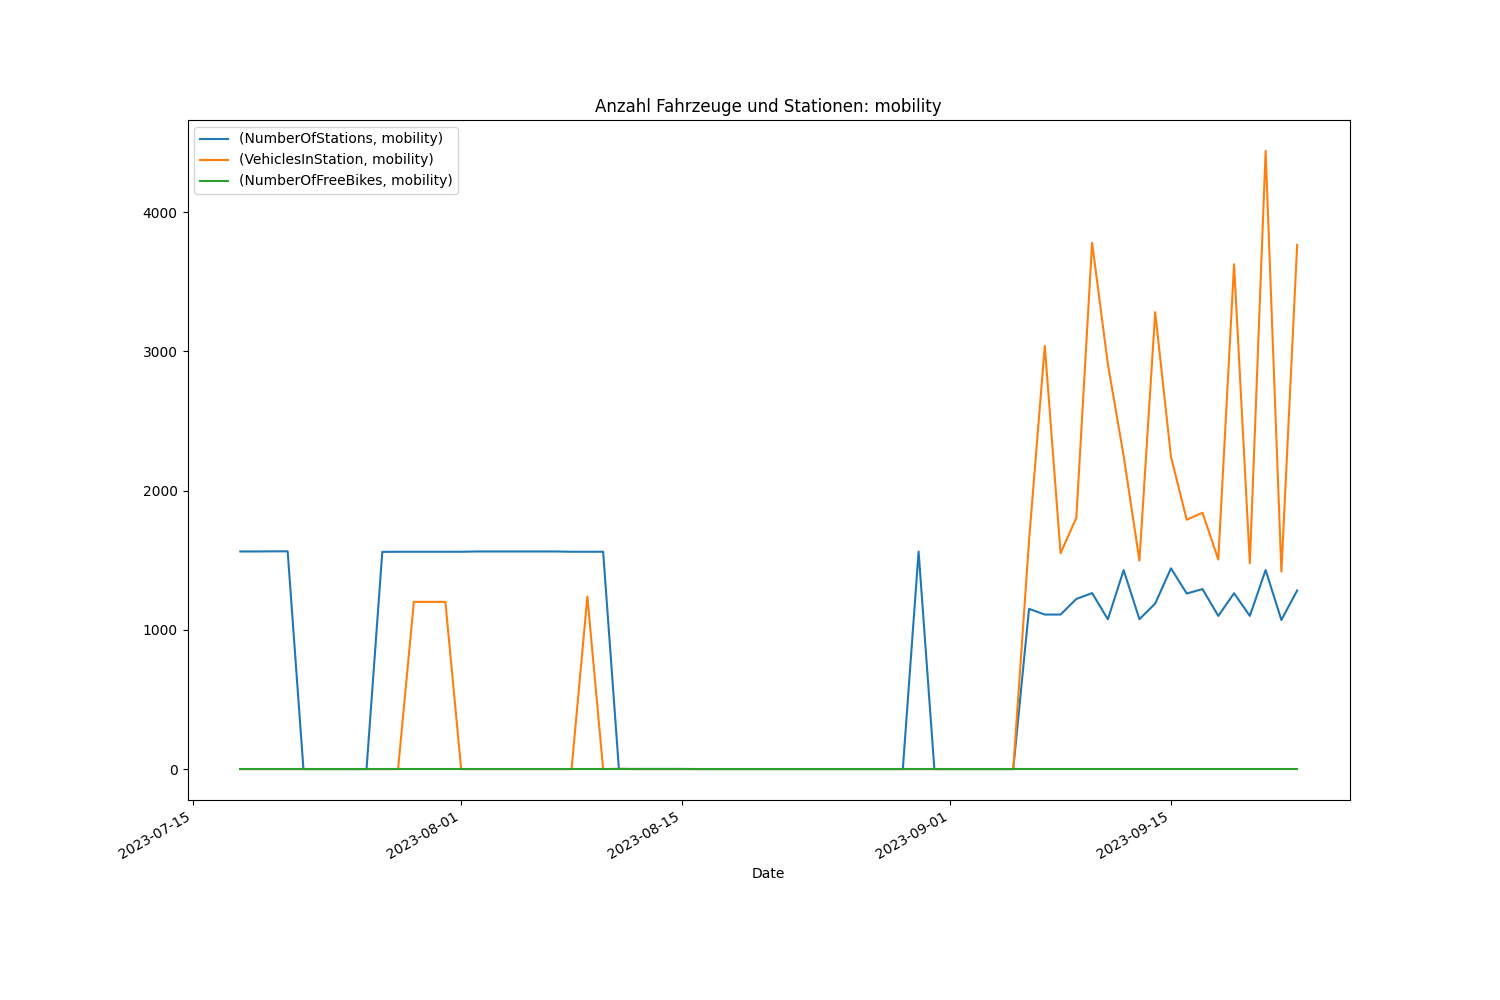 Anzahl Fahrzeuge und Stationen: mobility
(NumberOfStations, mobility)
(VehiclesInStation, mobility)
(NumberOfFreeBikes, mobility)
4000
3000
2000
1000
0
2023-07-15
2023-08-01
2023-08-15
2023-09-01
2023-09-15
Date